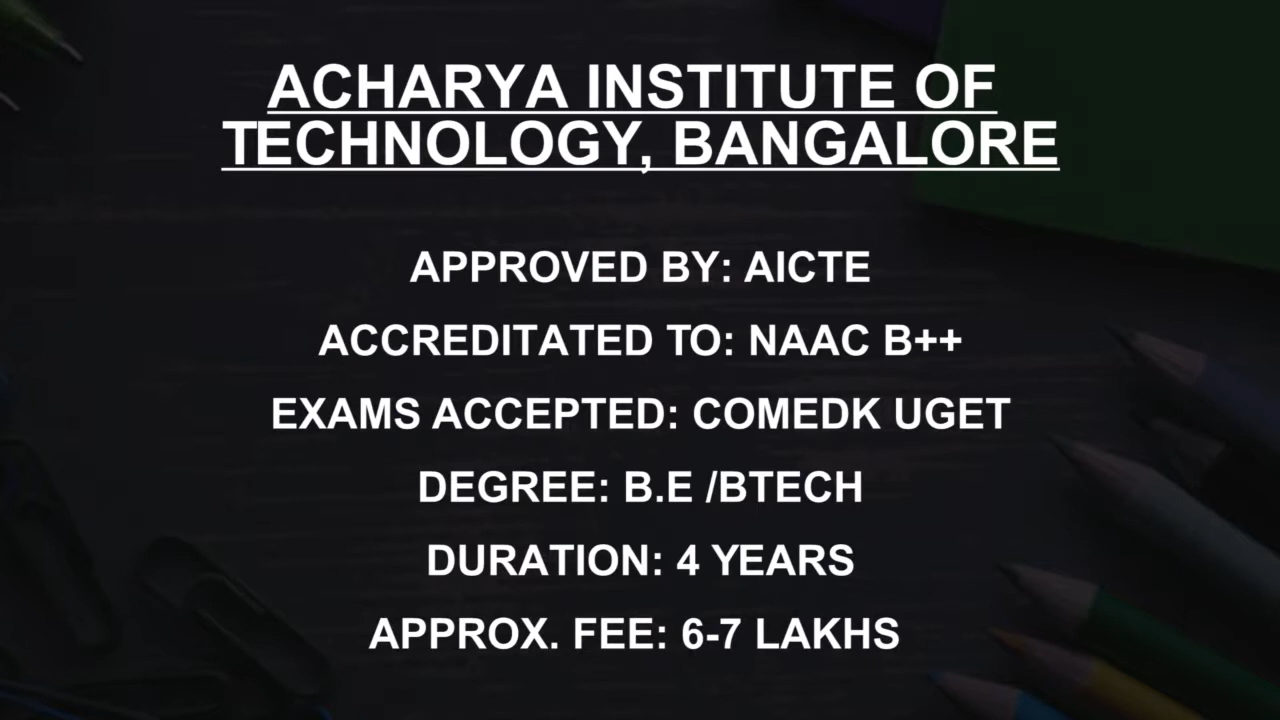 ACHARYA INSTITUTE OF
TECHNOLOGY, BANGALORE
APPROVED BY: AICTE
ACCREDITATED TO: NAAC B++
EXAMS ACCEPTED: COMEDK UGET
DEGREE: B.E /BTECH
DURATION: 4 YEARS
APPROX. FEE: 6-7 LAKHS